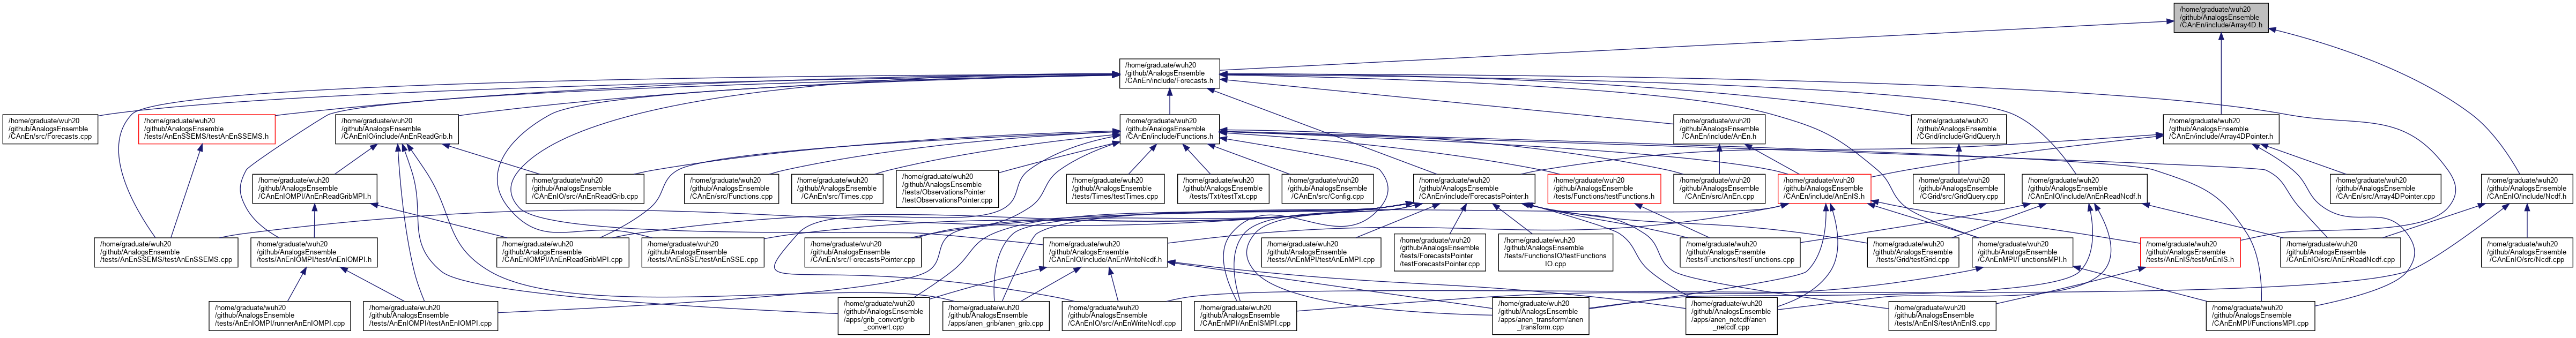 /home/graduate/wuh20
/github/AnalogsEnsemble
/CAnEn/include/Array4D.h
/home/graduate/wuh20
/github/AnalogsEnsemble
/CAnEn/include/Forecasts.h
/home/graduate/wuh20
/github/AnalogsEnsemble
/CAnEn/src/Forecasts.cpp
/home/graduate/wuh20
/github/AnalogsEnsemble
/tests/AnEnSSEMS/testAnEnSSEMS.h
/home/graduate/wuh20
/github/AnalogsEnsemble
/CAnEnIO/include/AnEnReadGrib.h
/home/graduate/wuh20
/github/AnalogsEnsemble
/CAnEn/include/Functions.h
/home/graduate/wuh20
/github/AnalogsEnsemble
/CAnEn/include/AnEn.h
/home/graduate/wuh20
/github/AnalogsEnsemble
/CGrid/include/GridQuery.h
/home/graduate/wuh20
/github/AnalogsEnsemble
/CAnEn/include/Array4DPointer.h
/home/graduate/wuh20
/github/AnalogsEnsemble
/CAnEnIOMPI/AnEnReadGribMPI.h
/home/graduate/wuh20
/github/AnalogsEnsemble
/CAnEnIO/src/AnEnReadGrib.cpp
/home/graduate/wuh20
/github/AnalogsEnsemble
/CAnEn/src/Functions.cpp
/home/graduate/wuh20
/github/AnalogsEnsemble
/CAnEn/src/Times.cpp
/home/graduate/wuh20
/github/AnalogsEnsemble
/tests/ObservationsPointer
/testObservationsPointer.cpp
/home/graduate/wuh20
/github/AnalogsEnsemble
/tests/Times/testTimes.cpp
/home/graduate/wuh20
/github/AnalogsEnsemble
/tests/Txt/testTxt.cpp
/home/graduate/wuh20
/github/AnalogsEnsemble
/CAnEn/src/Config.cpp
/home/graduate/wuh20
/github/AnalogsEnsemble
/CAnEn/include/ForecastsPointer.h
/home/graduate/wuh20
/github/AnalogsEnsemble
/tests/Functions/testFunctions.h
/home/graduate/wuh20
/github/AnalogsEnsemble
/CAnEn/src/AnEn.cpp
/home/graduate/wuh20
/github/AnalogsEnsemble
/CAnEn/include/AnEnIS.h
/home/graduate/wuh20
/github/AnalogsEnsemble
/CGrid/src/GridQuery.cpp
/home/graduate/wuh20
/github/AnalogsEnsemble
/CAnEnIO/include/AnEnReadNcdf.h
/home/graduate/wuh20
/github/AnalogsEnsemble
/CAnEn/src/Array4DPointer.cpp
/home/graduate/wuh20
/github/AnalogsEnsemble
/CAnEnIO/include/Ncdf.h
/home/graduate/wuh20
/github/AnalogsEnsemble
/tests/AnEnSSEMS/testAnEnSSEMS.cpp
/home/graduate/wuh20
/github/AnalogsEnsemble
/tests/AnEnIOMPI/testAnEnIOMPI.h
/home/graduate/wuh20
/github/AnalogsEnsemble
/CAnEnIOMPI/AnEnReadGribMPI.cpp
/home/graduate/wuh20
/github/AnalogsEnsemble
/tests/AnEnSSE/testAnEnSSE.cpp
/home/graduate/wuh20
/github/AnalogsEnsemble
/CAnEn/src/ForecastsPointer.cpp
/home/graduate/wuh20
/github/AnalogsEnsemble
/CAnEnIO/include/AnEnWriteNcdf.h
/home/graduate/wuh20
/github/AnalogsEnsemble
/tests/AnEnMPI/testAnEnMPI.cpp
/home/graduate/wuh20
/github/AnalogsEnsemble
/tests/ForecastsPointer
/testForecastsPointer.cpp
/home/graduate/wuh20
/github/AnalogsEnsemble
/tests/FunctionsIO/testFunctions
IO.cpp
/home/graduate/wuh20
/github/AnalogsEnsemble
/tests/Functions/testFunctions.cpp
/home/graduate/wuh20
/github/AnalogsEnsemble
/tests/Grid/testGrid.cpp
/home/graduate/wuh20
/github/AnalogsEnsemble
/CAnEnMPI/FunctionsMPI.h
/home/graduate/wuh20
/github/AnalogsEnsemble
/tests/AnEnIS/testAnEnIS.h
/home/graduate/wuh20
/github/AnalogsEnsemble
/CAnEnIO/src/AnEnReadNcdf.cpp
/home/graduate/wuh20
/github/AnalogsEnsemble
/CAnEnIO/src/Ncdf.cpp
/home/graduate/wuh20
/github/AnalogsEnsemble
/tests/AnEnIOMPI/runnerAnEnIOMPI.cpp
/home/graduate/wuh20
/github/AnalogsEnsemble
/tests/AnEnIOMPI/testAnEnIOMPI.cpp
/home/graduate/wuh20
/github/AnalogsEnsemble
/apps/grib_convert/grib
_convert.cpp
/home/graduate/wuh20
/github/AnalogsEnsemble
/apps/anen_grib/anen_grib.cpp
/home/graduate/wuh20
/github/AnalogsEnsemble
/CAnEnIO/src/AnEnWriteNcdf.cpp
/home/graduate/wuh20
/github/AnalogsEnsemble
/CAnEnMPI/AnEnISMPI.cpp
/home/graduate/wuh20
/github/AnalogsEnsemble
/apps/anen_transform/anen
_transform.cpp
/home/graduate/wuh20
/github/AnalogsEnsemble
/apps/anen_netcdf/anen
_netcdf.cpp
/home/graduate/wuh20
/github/AnalogsEnsemble
/tests/AnEnIS/testAnEnIS.cpp
/home/graduate/wuh20
/github/AnalogsEnsemble
/CAnEnMPI/FunctionsMPI.cpp